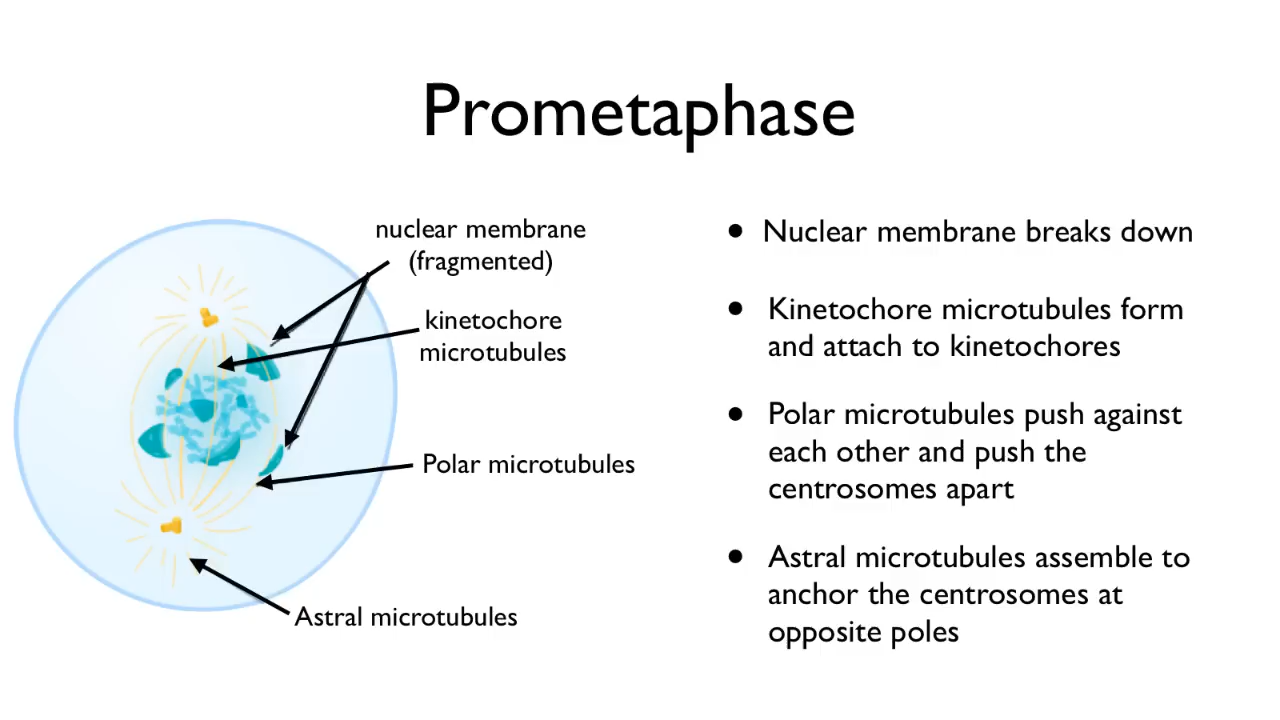 Prometaphase
nuclear membrane
(fragmented)
kinetochore
microtubules
Polar microtubules
Astral microtubules
• Nuclear membrane breaks down
• Kinetochore microtubules form
and attach to kinetochores
• Polar microtubules push against
each other and push the
centrosomes apart
• Astral microtubules assemble to
anchor the centrosomes at
opposite poles